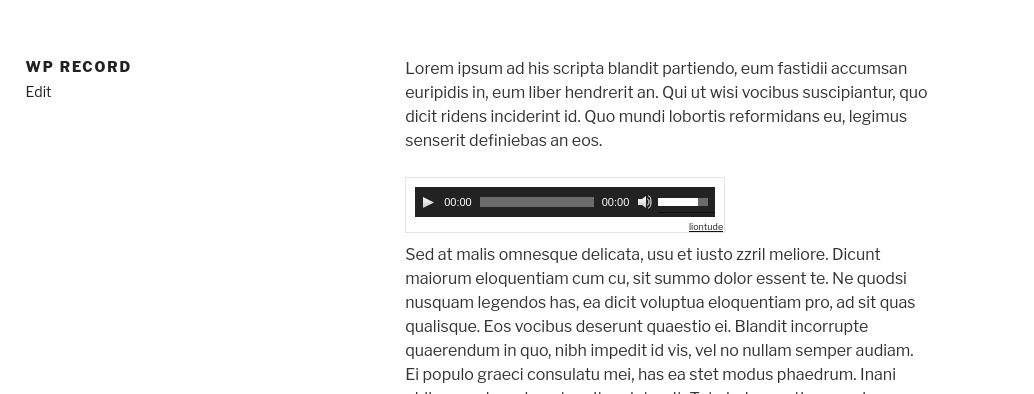 WP RECORD
Edit
Lorem ipsum ad his scripta blandit partiendo, eum fastidii accumsan
euripidis in, eum liber hendrerit an. Qui ut wisi vocibus suscipiantur, quo
dicit ridens inciderint id. Quo mundi lobortis reformidans eu, legimus
senserit definiebas an eos.
00:00 00:00
liontude
Sed at malis omnesque delicata, usu et iusto zzril meliore. Dicunt
maiorum eloquentiam cum cu, sit summo dolor essent te. Ne quodsi
nusquam legendos has, ea dicit voluptua eloquentiam pro, ad sit quas
qualisque. Eos vocibus deserunt quaestio ei. Blandit incorrupte
quaerendum in quo, nibh impedit id vis, vel no nullam semper audiam.
Ei populo graeci consulatu mei, has ea stet modus phaedrum. Inani